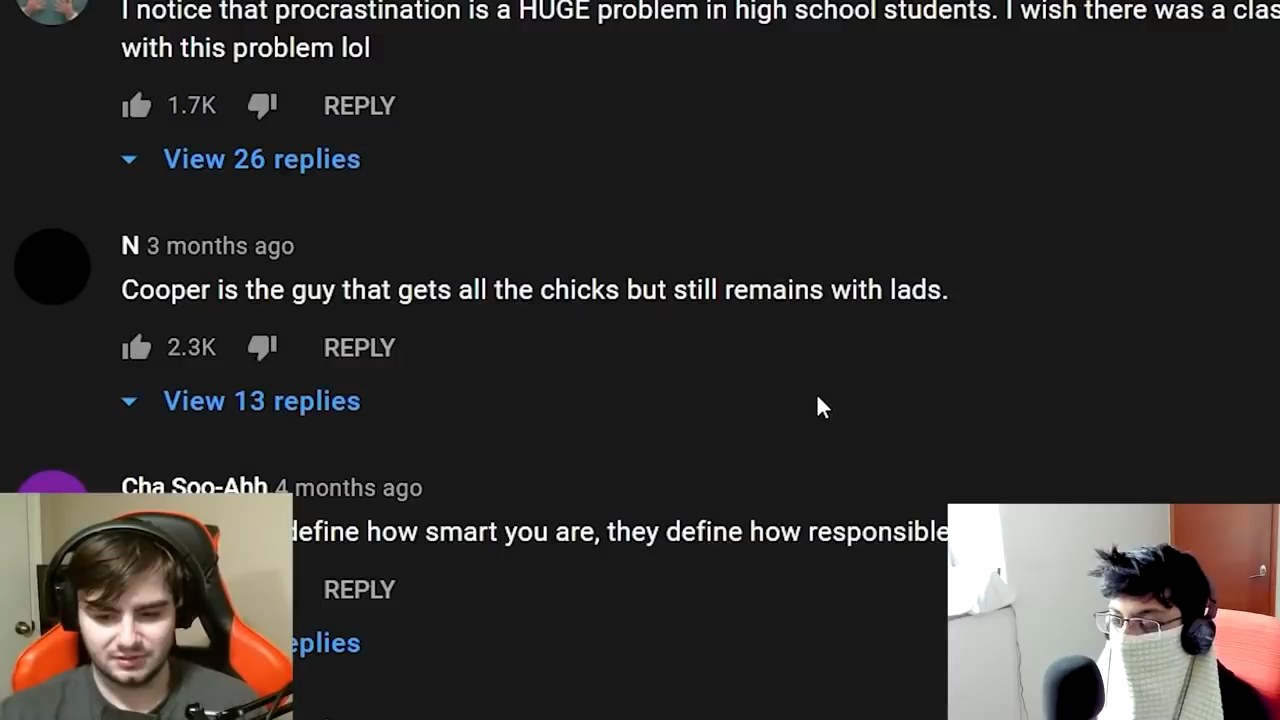 I notice that procrastination is a HUGE problem in high school students. I wish there was a clas
with this problem lol
1.7K REPLY
View 26 replies
N 3 months ago
Cooper is the guy that gets all the chicks but still remains with lads.
2.3K REPLY
View 13 replies
Cha Soo-Ahh 4 months ago
define how smart you are, they define how responsible
REPLY
eplies